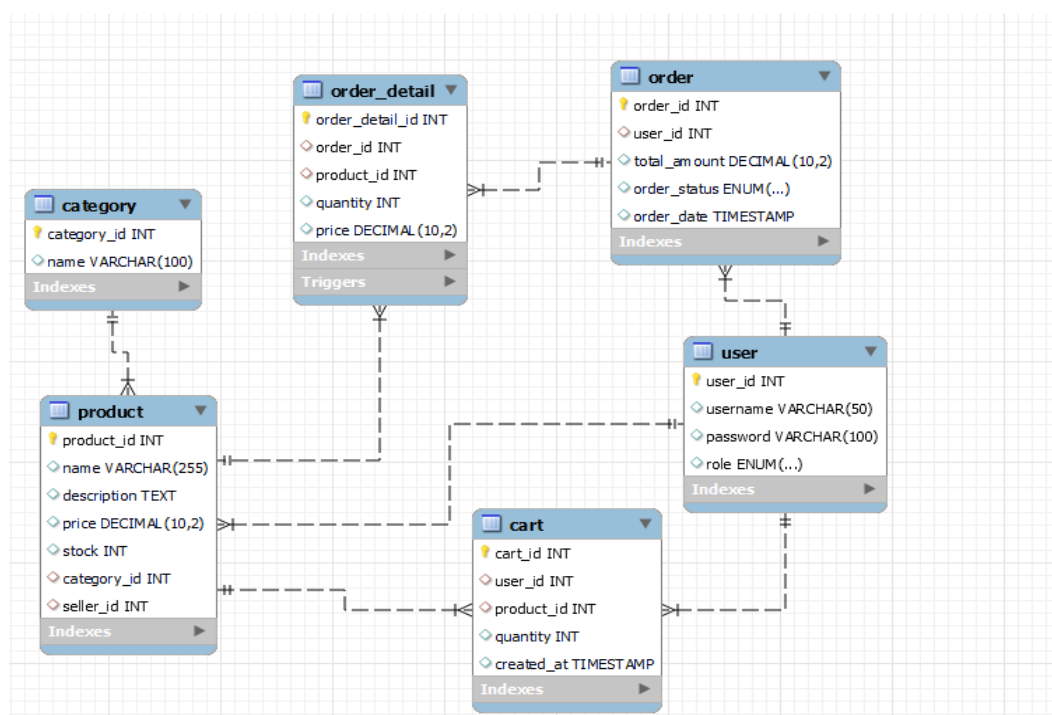 order_detail
order_detail_id INT
order_id INT
product_id INT
quantity INT
price DECIMAL(10,2)
Indexes
Triggers
order
order_id INT
user_id INT
total_amount DECIMAL(10,2)
order_status ENUM(...)
order_date TIMESTAMP
Indexes
category
category_id INT
name VARCHAR(100)
Indexes
user
user_id INT
username VARCHAR(50)
password VARCHAR(100)
role ENUM(...)
Indexes
product
product_id INT
name VARCHAR(255)
description TEXT
price DECIMAL(10,2)
stock INT
category_id INT
seller_id INT
Indexes
cart
cart_id INT
user_id INT
product_id INT
quantity INT
created_at TIMESTAMP
Indexes